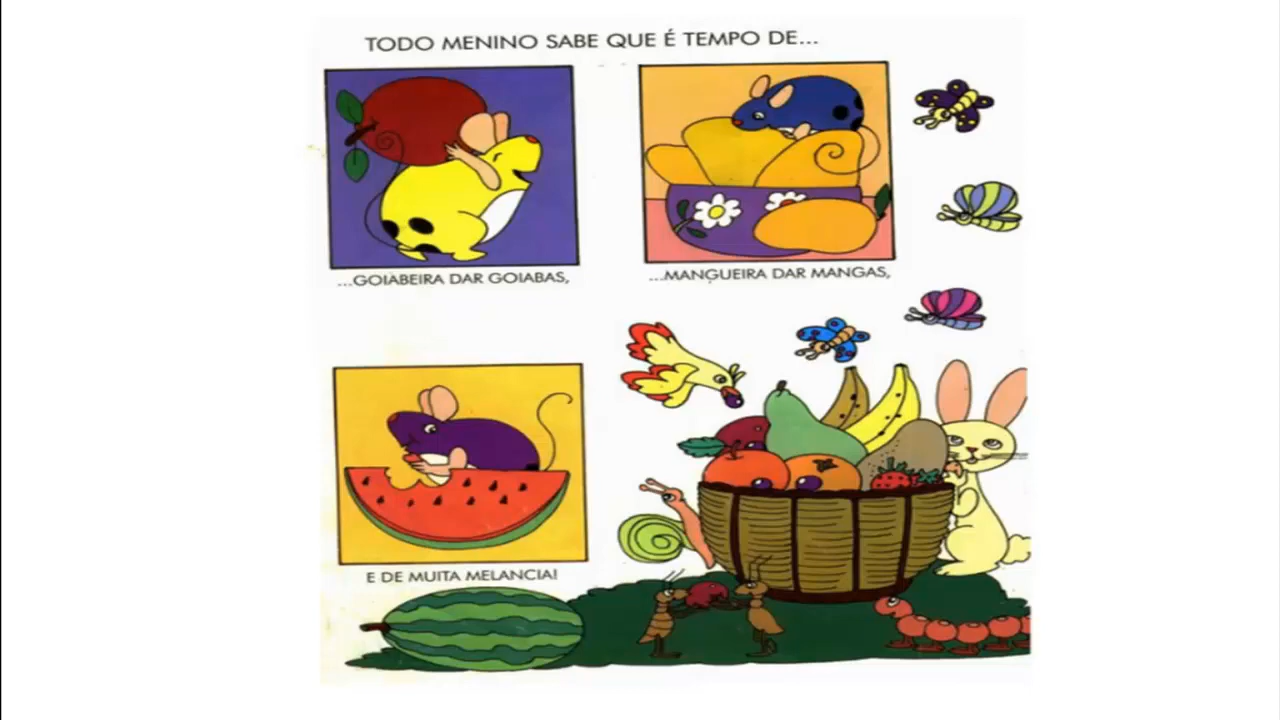 TODO MENINO SABE QUE É TEMPO DE...
...GOIABEIRA DAR GOIABAS,
...MANGUEIRA DAR MANGAS,
E DE MUITA MELANCIA!